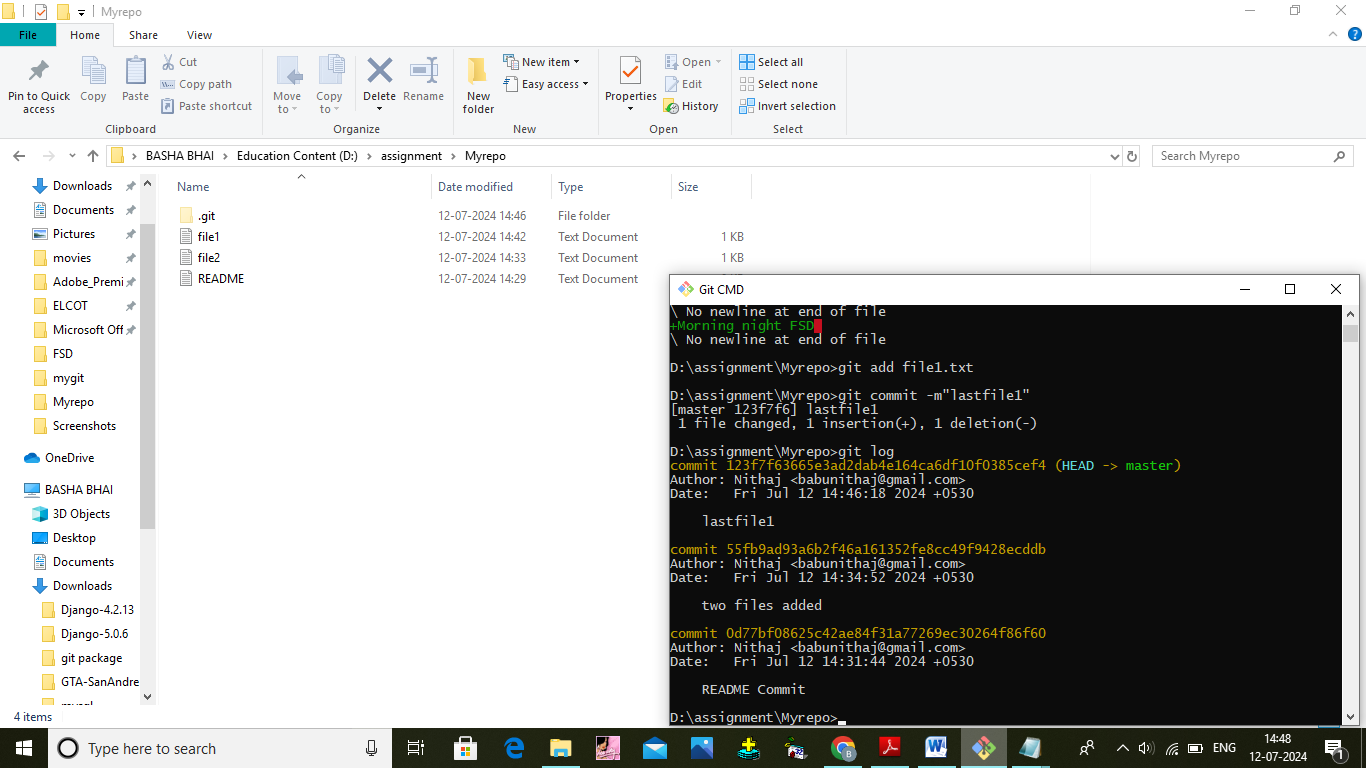 Myrepo
File
Home
Share
View
Pin to Quick access
Copy
Paste
Cut
Copy path
Paste shortcut
Clipboard
Move to
Copy to
Delete
Rename
Organize
New folder
New item
Easy access
New
Properties
Open
Edit
History
Open
Select all
Select none
Invert selection
Select
BASHA BHAI > Education Content (D:) > assignment > Myrepo
Search Myrepo
Downloads
Documents
Pictures
movies
Adobe_Premi
ELCOT
Microsoft Off
FSD
mygit
Myrepo
Screenshots
OneDrive
BASHA BHAI
3D Objects
Desktop
Documents
Downloads
Django-4.2.13
Django-5.0.6
git package
GTA-SanAndre
4 items
Name Date modified Type Size
.git 12-07-2024 14:46 File folder
file1 12-07-2024 14:42 Text Document 1 KB
file2 12-07-2024 14:33 Text Document 1 KB
README 12-07-2024 14:29 Text Document
Git CMD
\ No newline at end of file
+Morning night FSD
\ No newline at end of file
D:\assignment\Myrepo>git add file1.txt
D:\assignment\Myrepo>git commit -m"lastfile1"
[master 123f7f6] lastfile1
1 file changed, 1 insertion(+), 1 deletion(-)
D:\assignment\Myrepo>git log
commit 123f7f63665e3ad2dab4e164ca6df10f0385cef4 (HEAD -> master)
Author: Nithaj <babunithaj@gmail.com>
Date: Fri Jul 12 14:46:18 2024 +0530
lastfile1
commit 55fb9ad93a6b2f46a161352fe8cc49f9428ecddb
Author: Nithaj <babunithaj@gmail.com>
Date: Fri Jul 12 14:34:52 2024 +0530
two files added
commit 0d77bf08625c42ae84f31a77269ec30264f86f60
Author: Nithaj <babunithaj@gmail.com>
Date: Fri Jul 12 14:31:44 2024 +0530
README Commit
D:\assignment\Myrepo>
Type here to search
ENG
14:48
12-07-2024
1